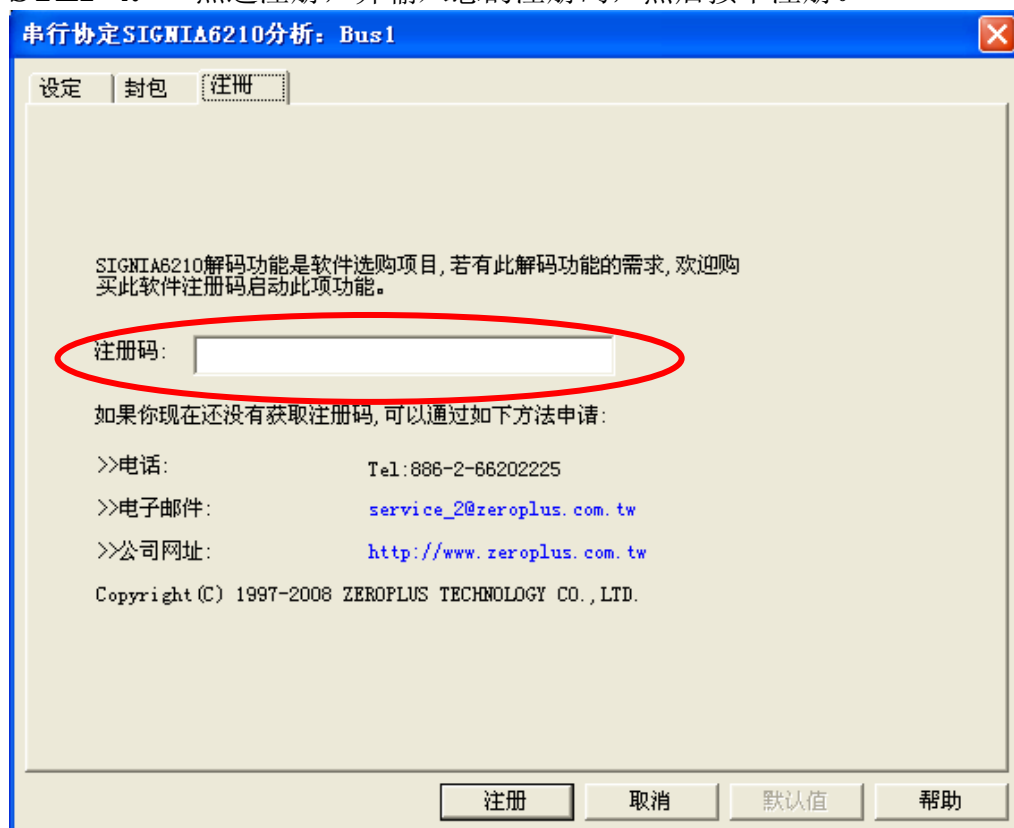 串行协定SIGNIA6210分析: Bus1
设定 封包 注册
SIGNIA6210解码功能是软件选购项目,若有此解码功能的需求,欢迎购
买此软件注册码启动此项功能。
注册码:
如果你现在还没有获取注册码,可以通过如下方法申请:
>>电话: Tel:886-2-66202225
>>电子邮件: service_2@zeroplus.com.tw
>>公司网址: http://www.zeroplus.com.tw
Copyright(C) 1997-2008 ZEROPLUS TECHNOLOGY CO.,LTD.
注册 取消 默认值 帮助